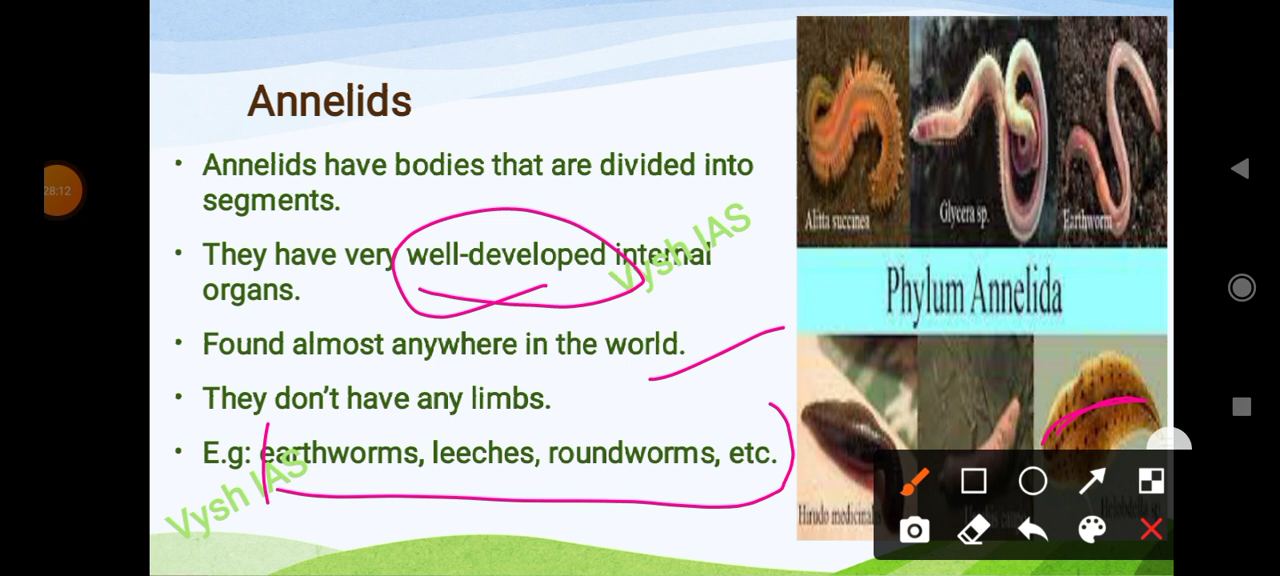 28:12
Annelids
• Annelids have bodies that are divided into
segments.
• They have very well-developed internal
organs.
• Found almost anywhere in the world.
• They don't have any limbs.
• E.g: earthworms, leeches, roundworms, etc.
Vysh IAS
Vysh IAS
Alitta succinea
Glycera sp.
Earthworm
Phylum Annelida
Hirudo medicinalis